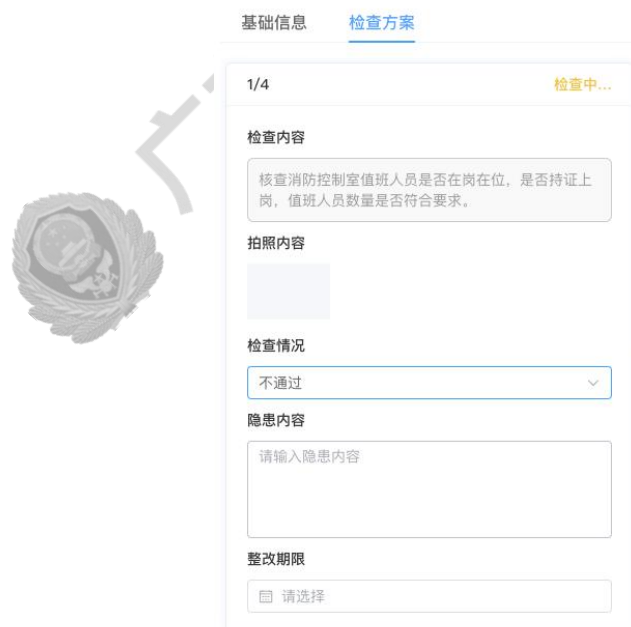 基础信息 检查方案
1/4 检查中...
检查内容
核查消防控制室值班人员是否在岗在位，是否持证上
岗，值班人员数量是否符合要求。
拍照内容
检查情况
不通过
隐患内容
请输入隐患内容
整改期限
请选择
广